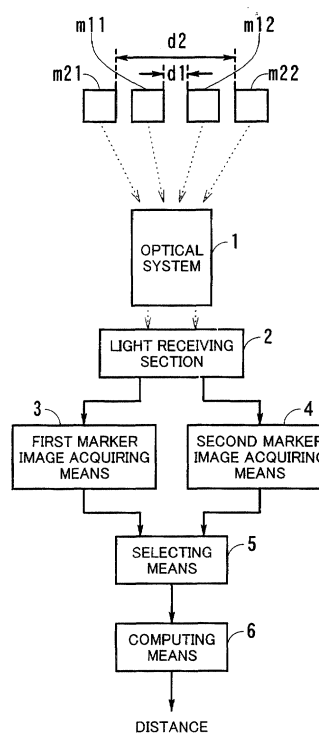 m11 m12
d2
m21 d1 m22
OPTICAL
SYSTEM
1
LIGHT RECEIVING
SECTION
2
3
FIRST MARKER
IMAGE ACQUIRING
MEANS
4
SECOND MARKER
IMAGE ACQUIRING
MEANS
SELECTING
MEANS
5
COMPUTING
MEANS
6
DISTANCE